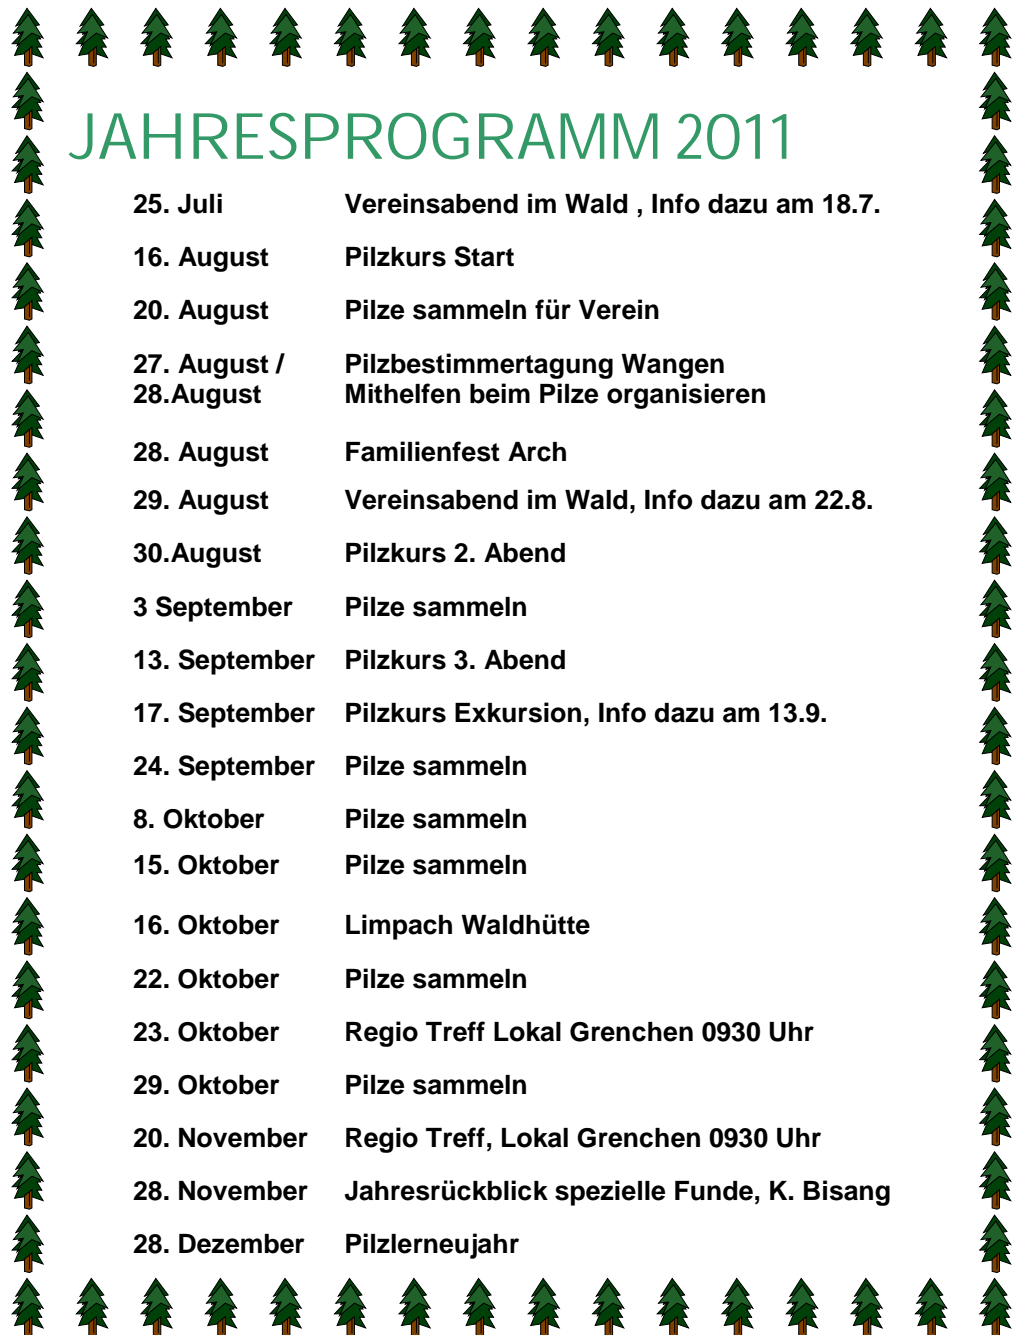 JAHRESPROGRAMM 2011
25. Juli Vereinsabend im Wald , Info dazu am 18.7.
16. August Pilzkurs Start
20. August Pilze sammeln für Verein
27. August / Pilzbestimmertagung Wangen
28.August Mithelfen beim Pilze organisieren
28. August Familienfest Arch
29. August Vereinsabend im Wald, Info dazu am 22.8.
30.August Pilzkurs 2. Abend
3 September Pilze sammeln
13. September Pilzkurs 3. Abend
17. September Pilzkurs Exkursion, Info dazu am 13.9.
24. September Pilze sammeln
8. Oktober Pilze sammeln
15. Oktober Pilze sammeln
16. Oktober Limpach Waldhütte
22. Oktober Pilze sammeln
23. Oktober Regio Treff Lokal Grenchen 0930 Uhr
29. Oktober Pilze sammeln
20. November Regio Treff, Lokal Grenchen 0930 Uhr
28. November Jahresrückblick spezielle Funde, K. Bisang
28. Dezember Pilzlerneujahr